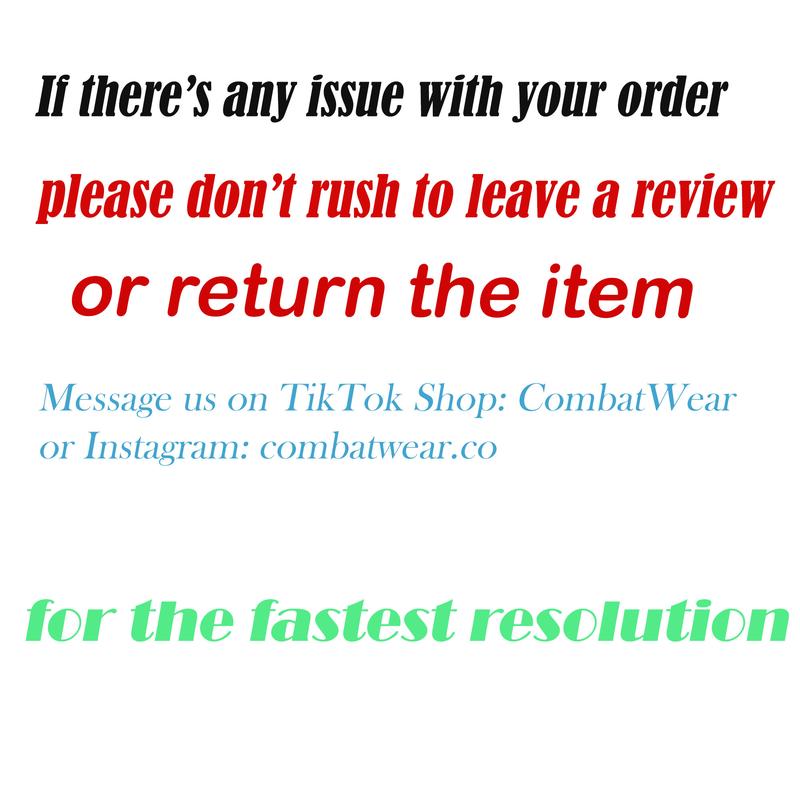 If there’s any issue with your order
please don’t rush to leave a review
or return the item
Message us on TikTok Shop: CombatWear
or Instagram: combatwear.co
for the fastest resolution